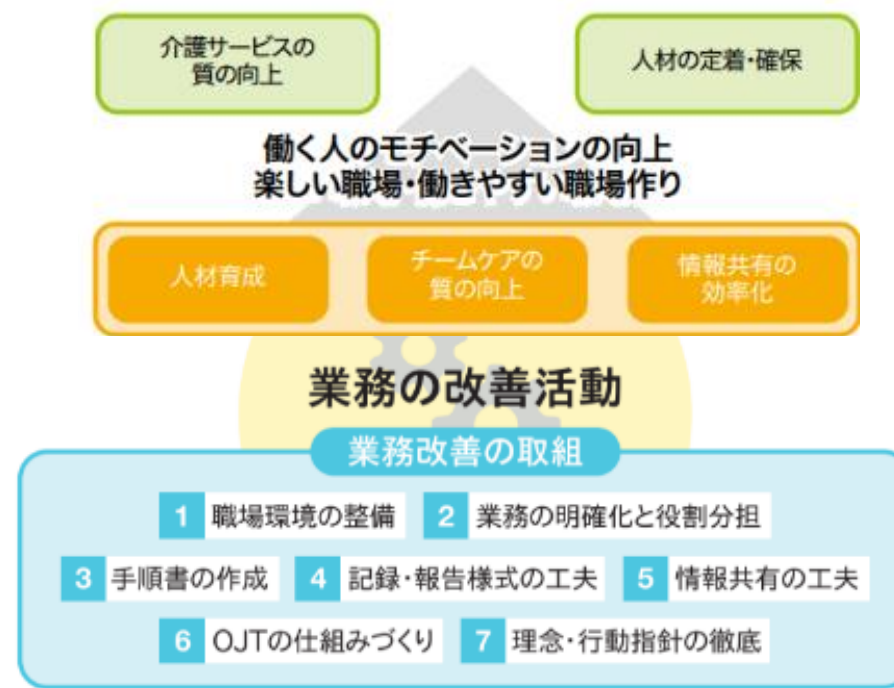 介護サービスの
質の向上
人材の定着・確保
働く人のモチベーションの向上
楽しい職場・働きやすい職場作り
人材育成
チームケアの
質の向上
情報共有の
効率化
業務の改善活動
業務改善の取組
1 職場環境の整備
2 業務の明確化と役割分担
3 手順書の作成
4 記録・報告様式の工夫
5 情報共有の工夫
6 OJTの仕組みづくり
7 理念・行動指針の徹底